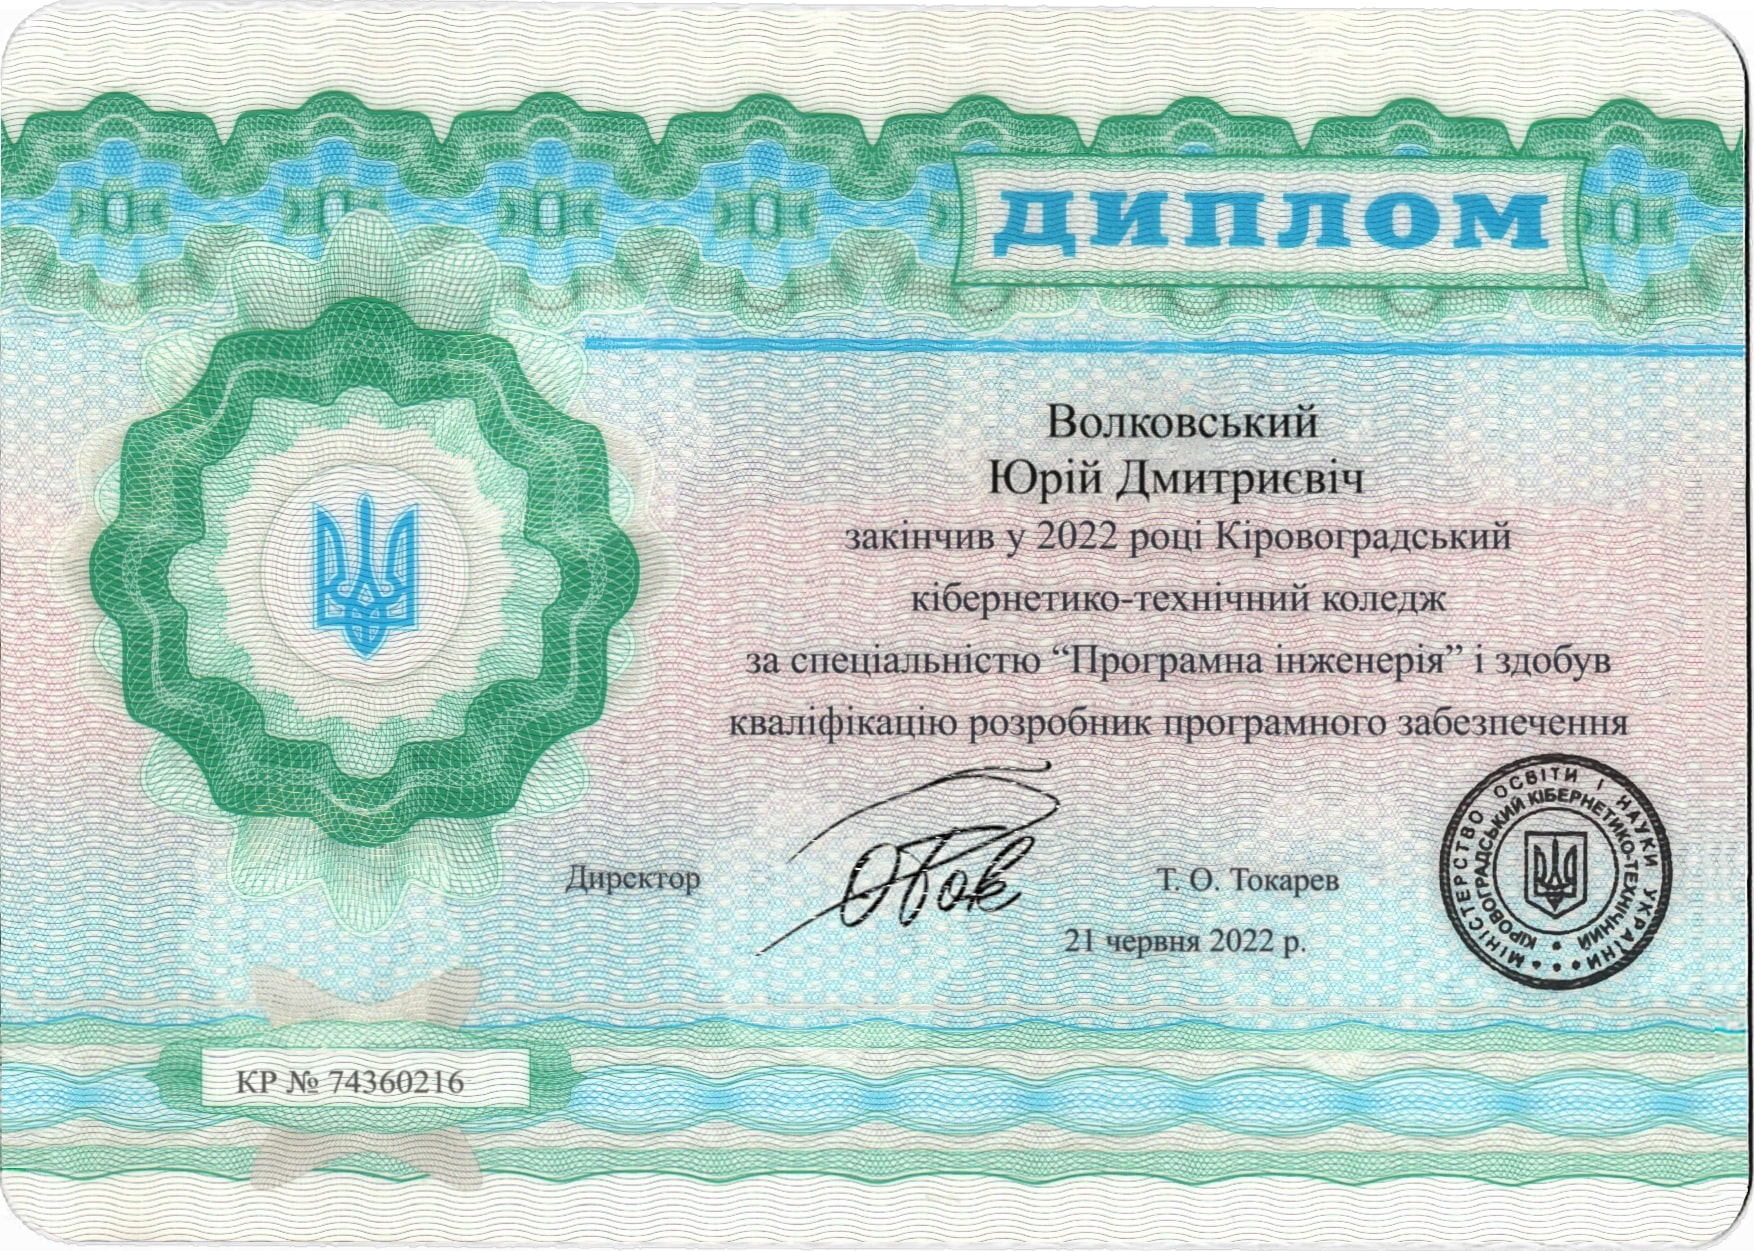 ДИПЛОМ
Волковський
Юрій Дмитриєвіч
закінчив у 2022 році Кіровоградський
кібернетико-технічний коледж
за спеціальністю “Програмна інженерія” і здобув
кваліфікацію розробник програмного забезпечення
Директор
Т. О. Токарев
21 червня 2022 р.
МІНІСТЕРСТВО ОСВІТИ І НАУКИ УКРАЇНИ
КІРОВОГРАДСЬКИЙ КІБЕРНЕТИКО-ТЕХНІЧНИЙ
КР № 74360216